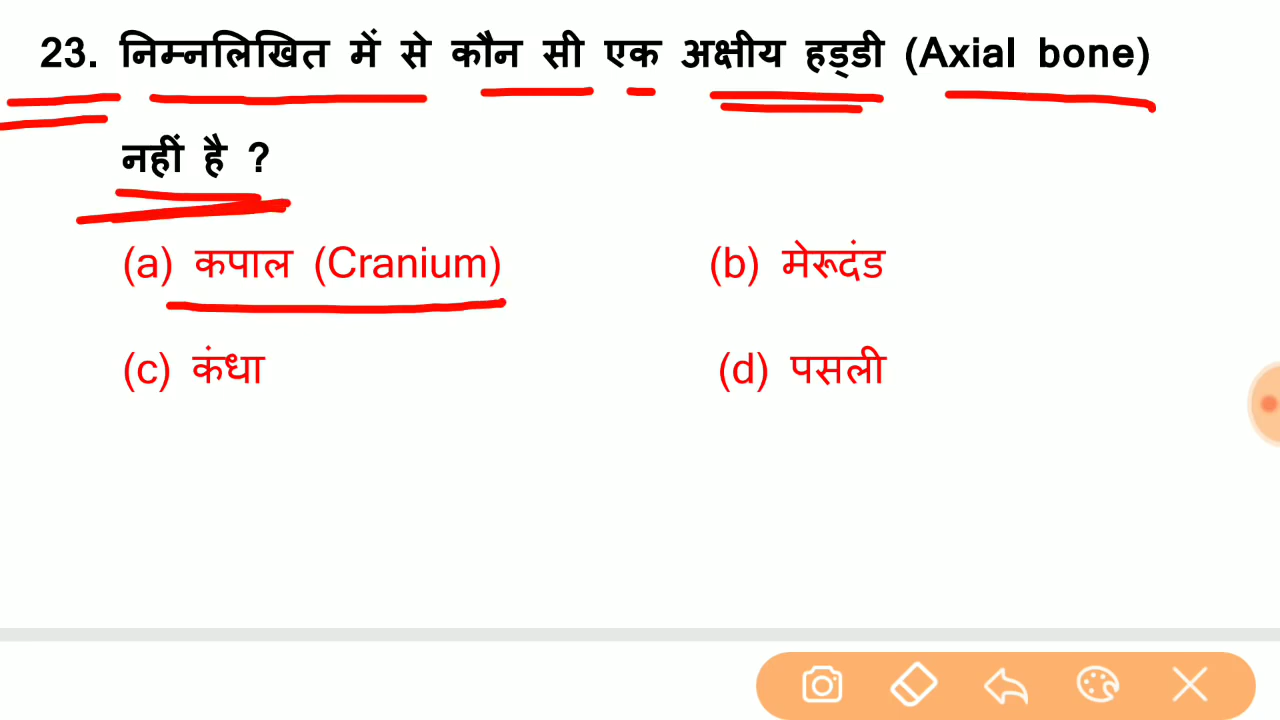 23. निम्नलिखित में से कौन सी एक अक्षीय हड्डी (Axial bone)
नहीं है ?
(a) कपाल (Cranium) (b) मेरूदंड
(c) कंधा (d) पसली